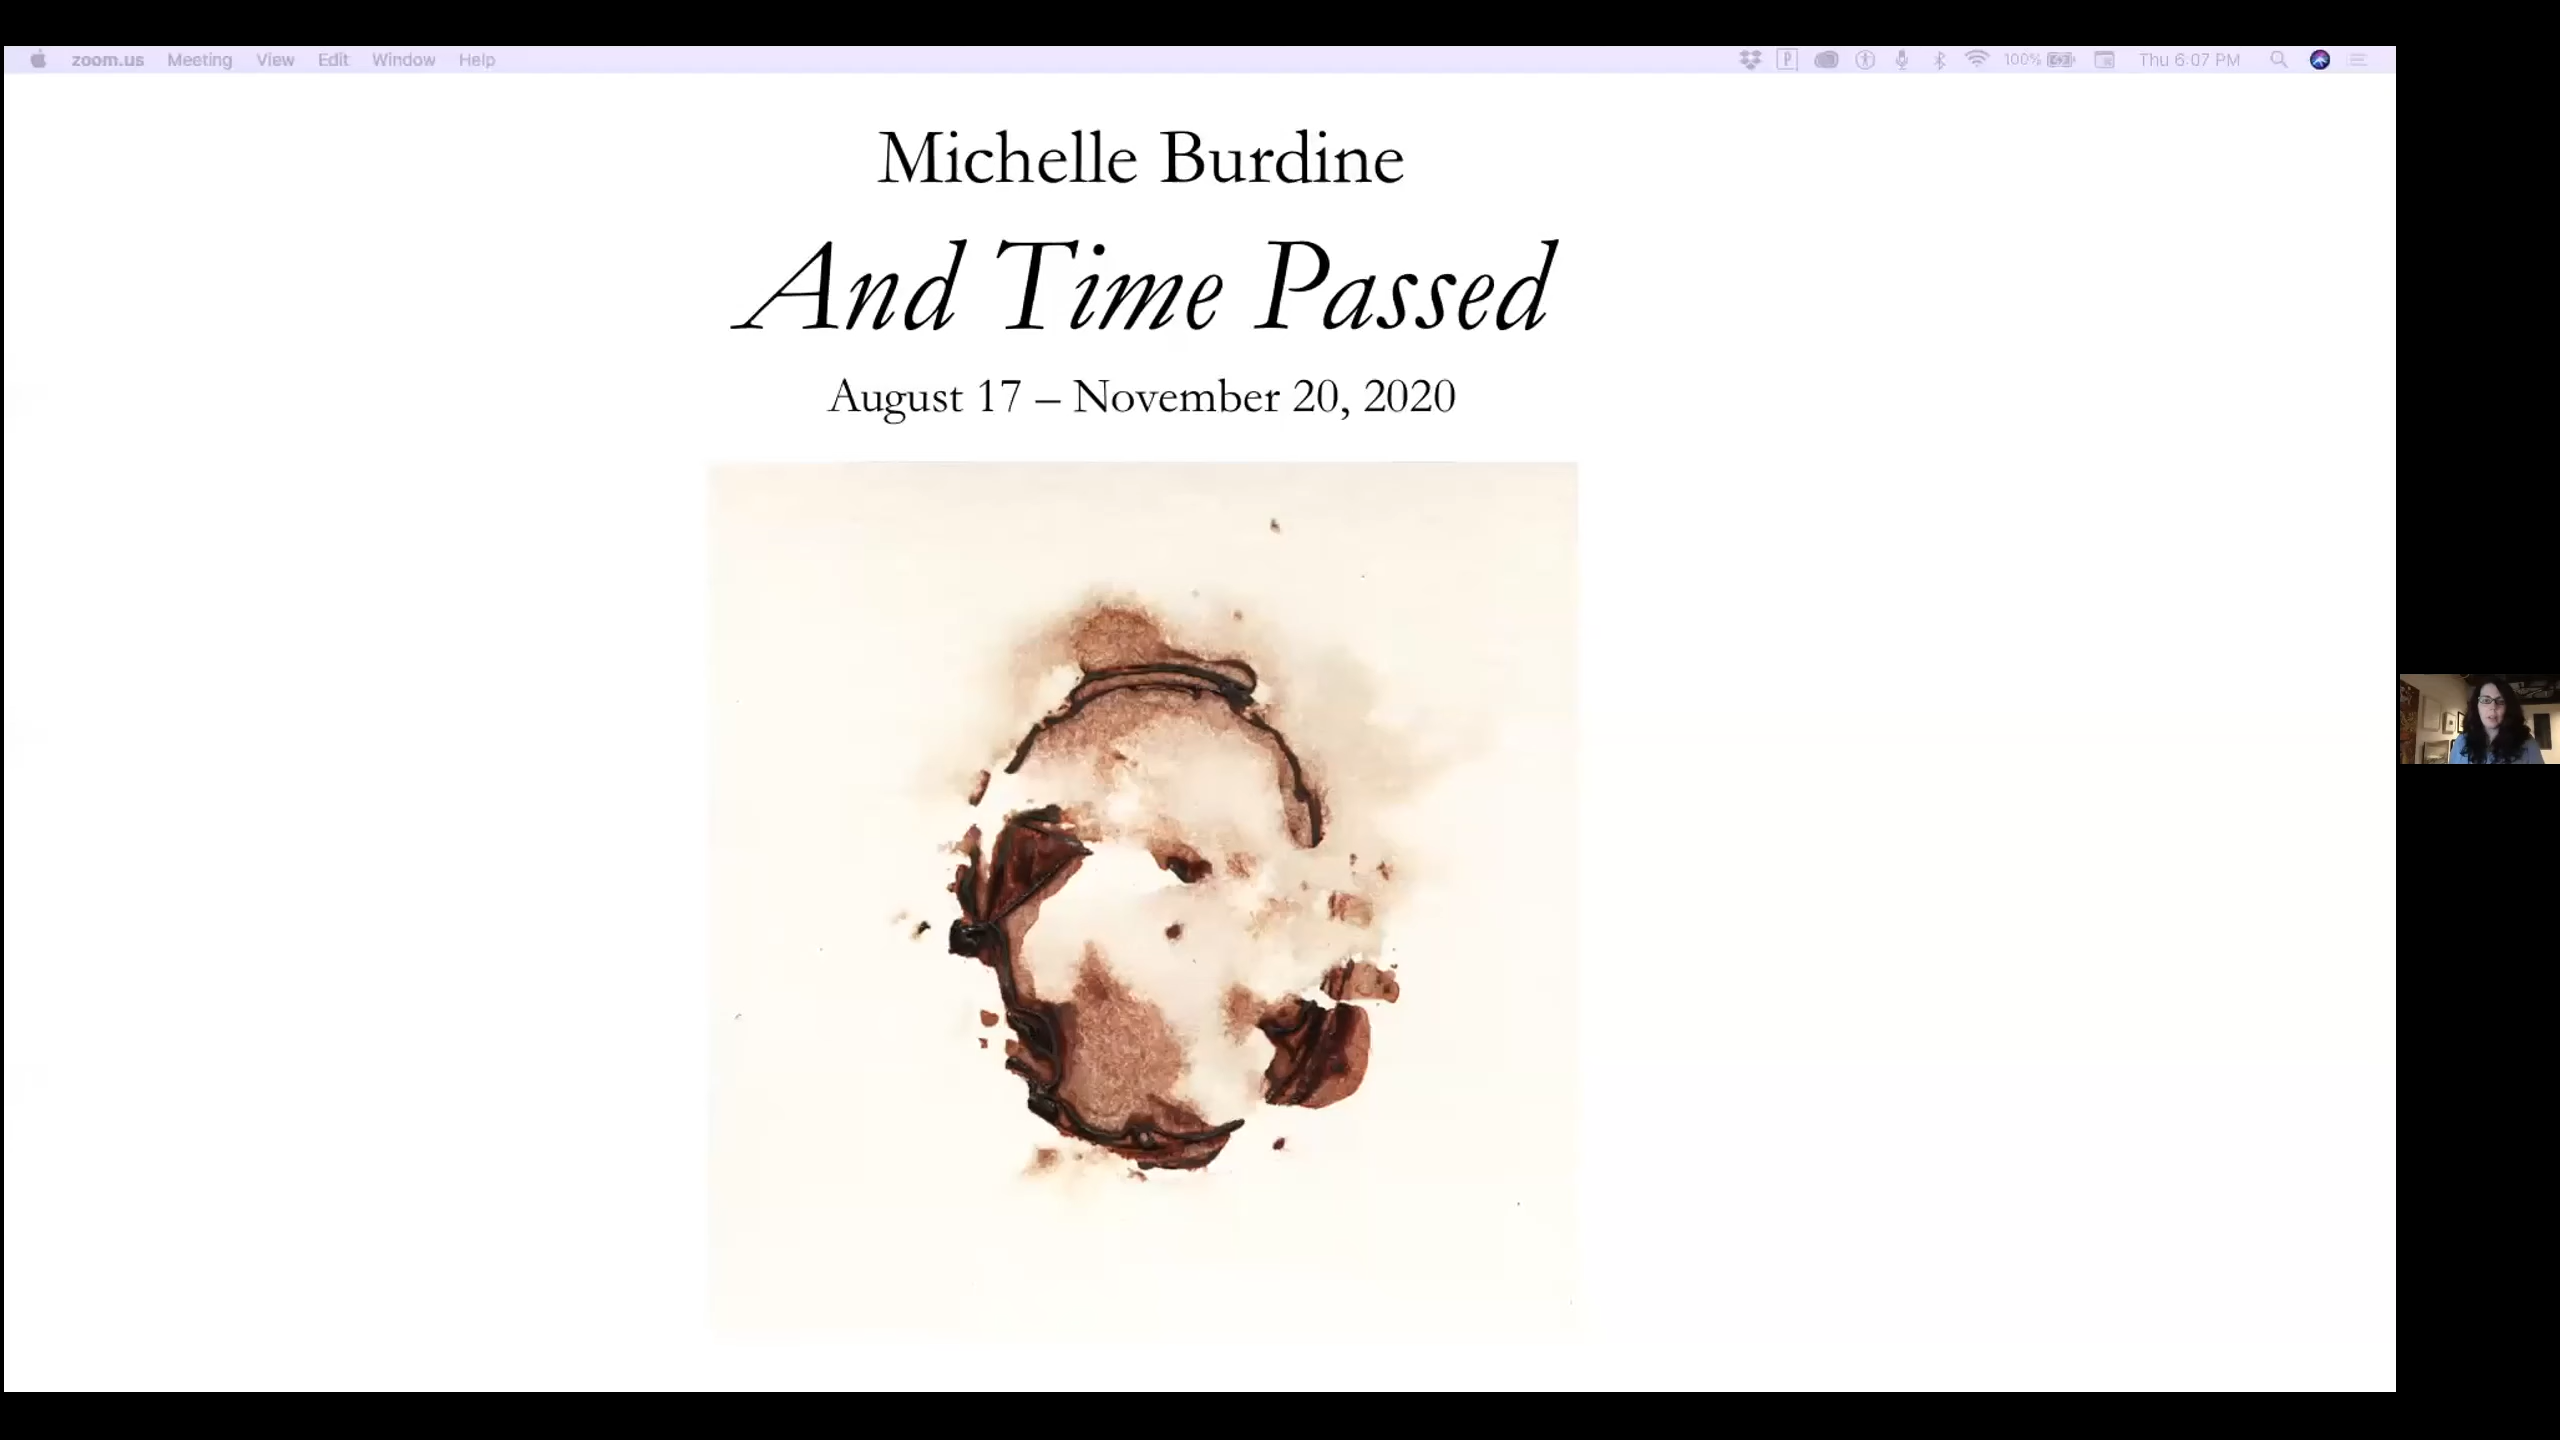 zoom.us Meeting View Edit Window Help
P 100% Thu 6:07 PM
Michelle Burdine
And Time Passed
August 17 – November 20, 2020